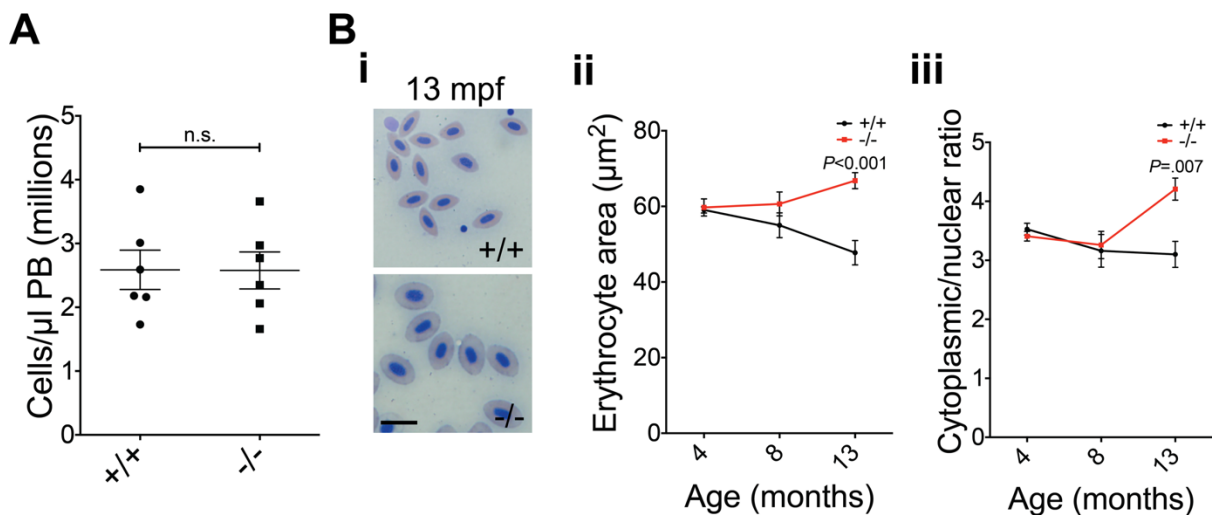 A
Cells/µl PB (millions)
5
4
3
2
1
0
n.s.
+/+
-/-
B
i
13 mpf
+/+
-/-
ii
Erythrocyte area (µm²)
80
60
40
20
0
+/+
-/-
P<0.001
4
8
13
Age (months)
iii
Cytoplasmic/nuclear ratio
5
4
3
2
1
0
+/+
-/-
P=.007
4
8
13
Age (months)